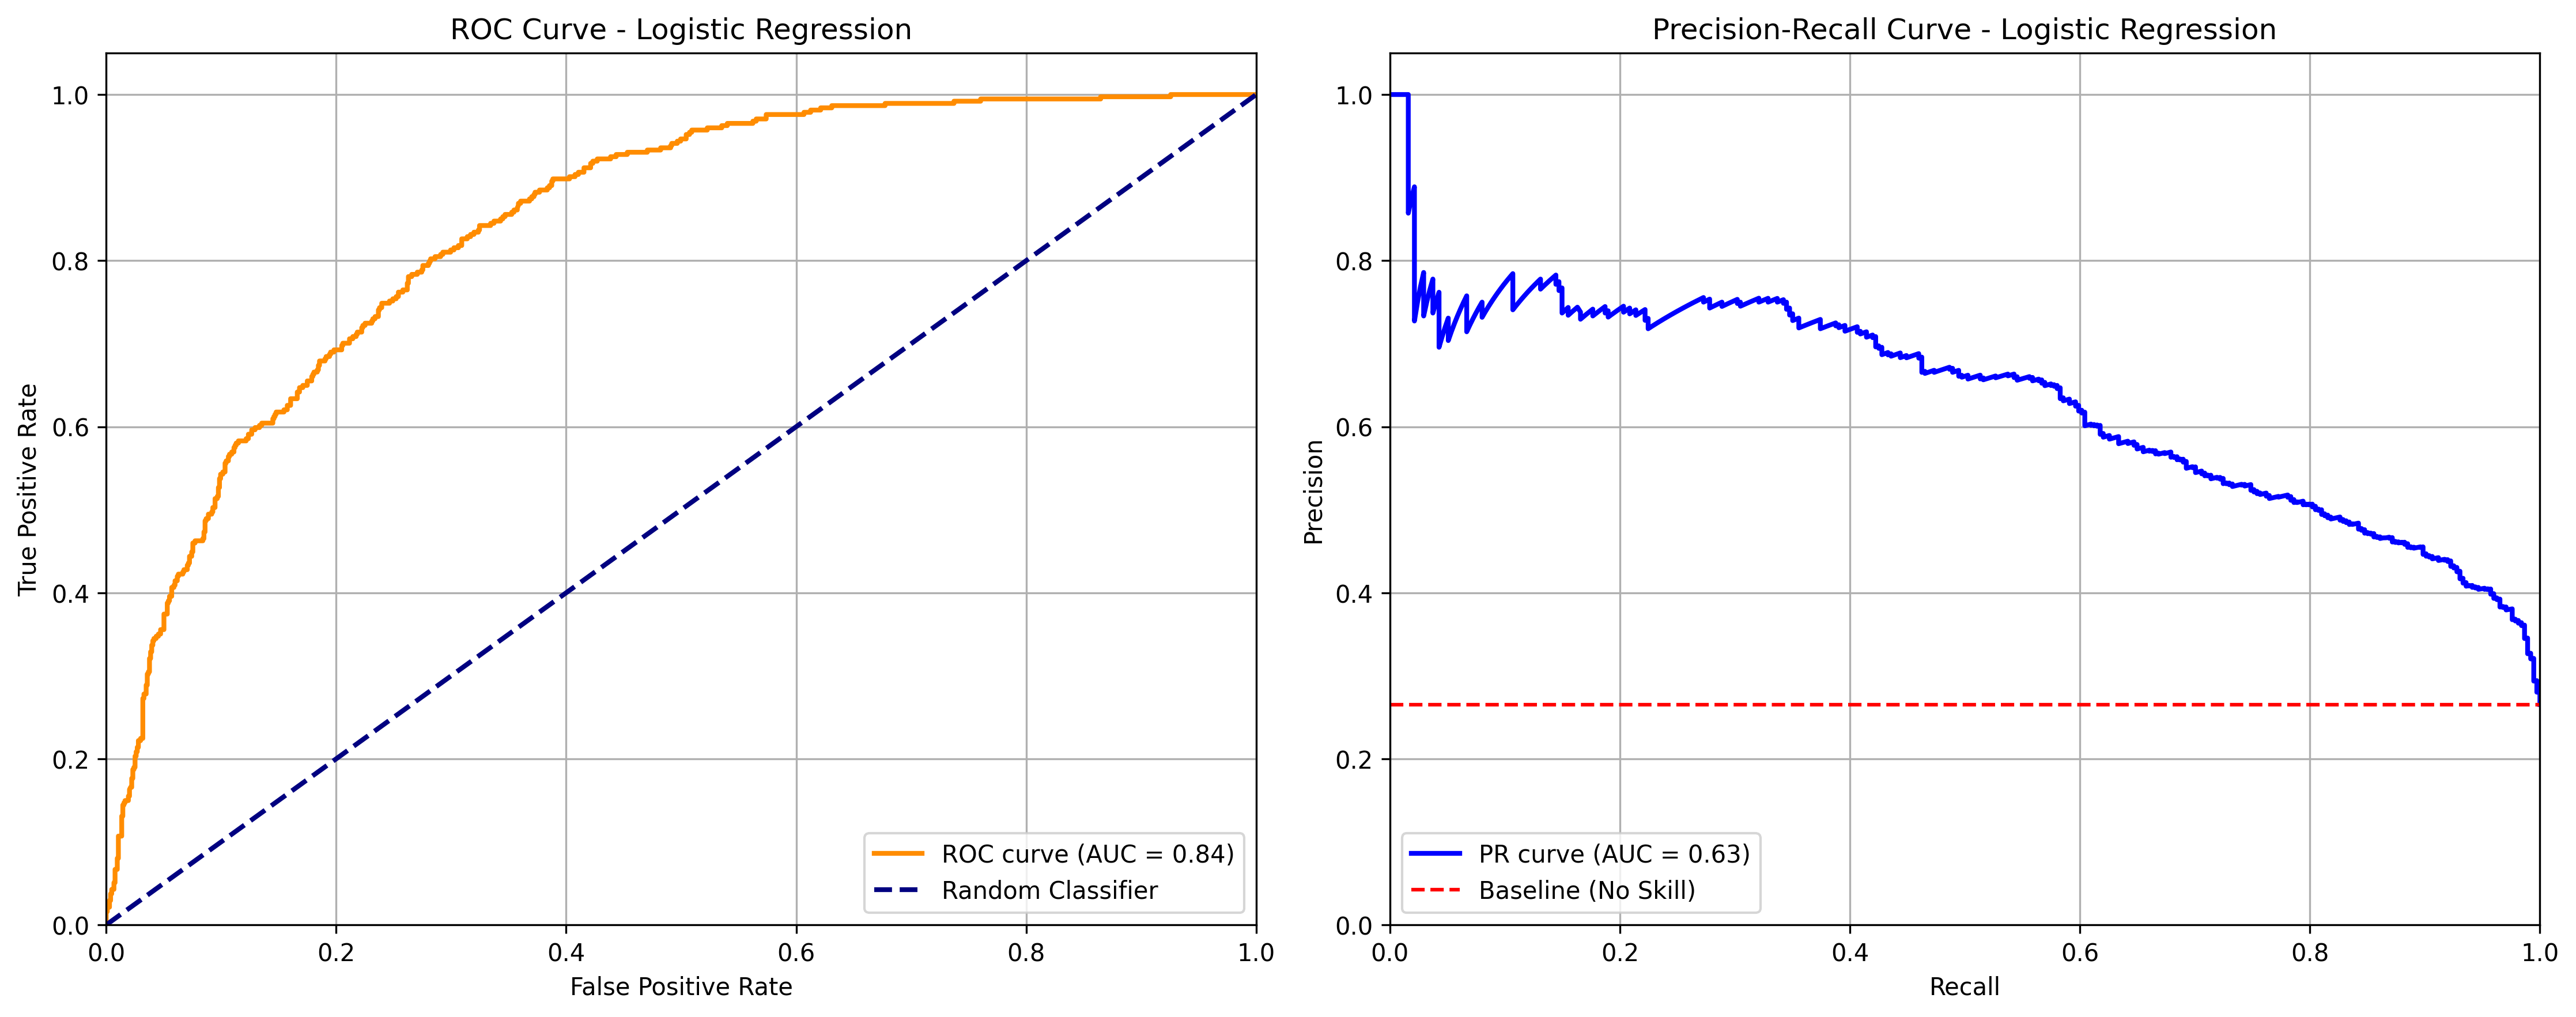 ROC Curve - Logistic Regression
True Positive Rate
1.0
0.8
0.6
0.4
0.2
0.0
0.0 0.2 0.4 0.6 0.8 1.0
False Positive Rate
ROC curve (AUC = 0.84)
Random Classifier
Precision-Recall Curve - Logistic Regression
Precision
1.0
0.8
0.6
0.4
0.2
0.0
0.0 0.2 0.4 0.6 0.8 1.0
Recall
PR curve (AUC = 0.63)
Baseline (No Skill)